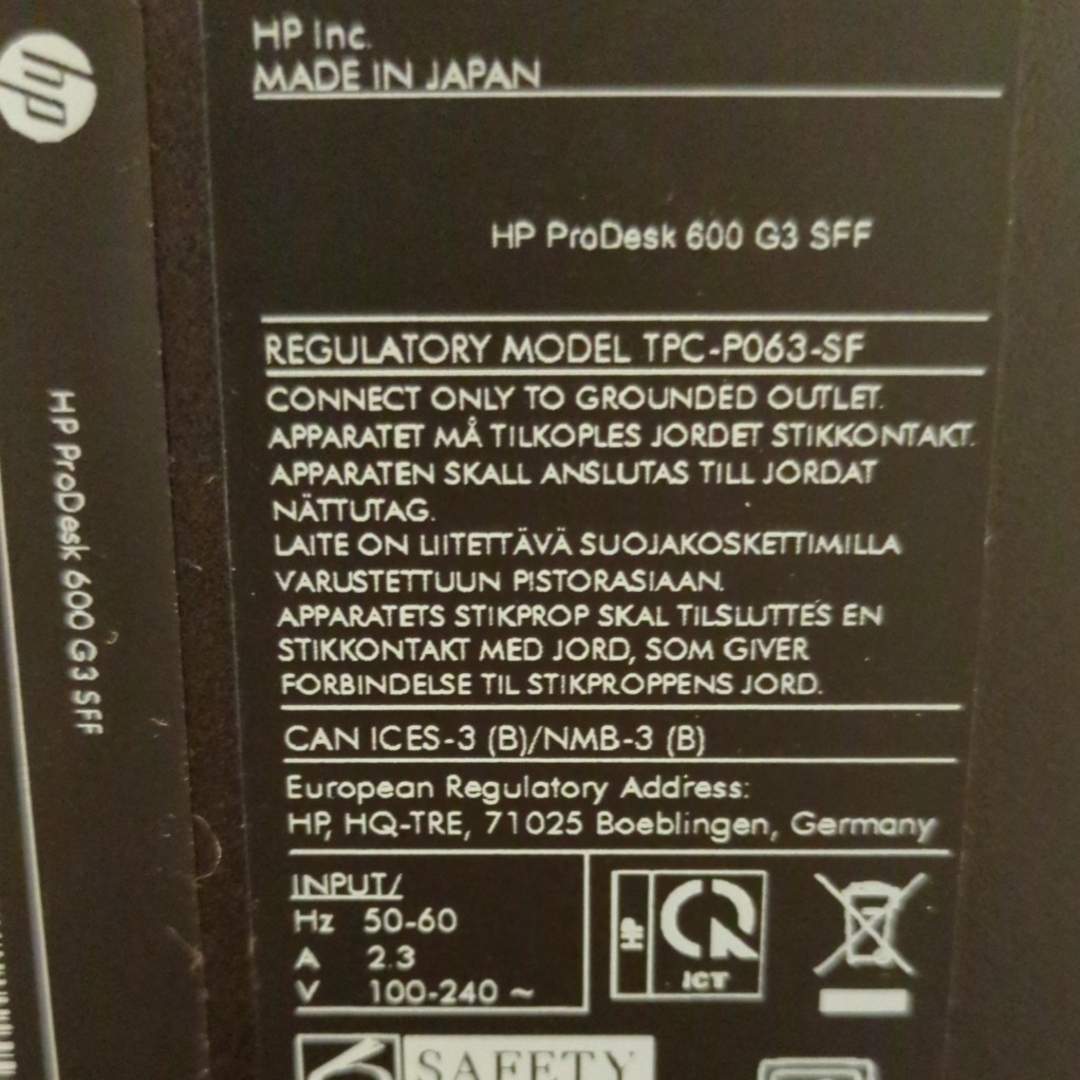 hp
HP ProDesk 600 G3 SFF
HP Inc.
MADE IN JAPAN
HP ProDesk 600 G3 SFF
REGULATORY MODEL TPC-P063-SF
CONNECT ONLY TO GROUNDED OUTLET.
APPARATET MÅ TILKOPLES JORDET STIKKONTAKT.
APPARATEN SKALL ANSLUTAS TILL JORDAT
NÄTTUTAG.
LAITE ON LIITETTÄVÄ SUOJAKOSKETTIMILLA
VARUSTETTUUN PISTORASIAAN.
APPARATETS STIKPROP SKAL TILSLUTTES EN
STIKKONTAKT MED JORD, SOM GIVER
FORBINDELSE TIL STIKPROPPENS JORD.
CAN ICES-3 (B)/NMB-3 (B)
European Regulatory Address:
HP, HQ-TRE, 71025 Boeblingen, Germany
INPUT/
Hz 50-60
A 2.3
V 100-240 ~
HP
ICT
SAFETY